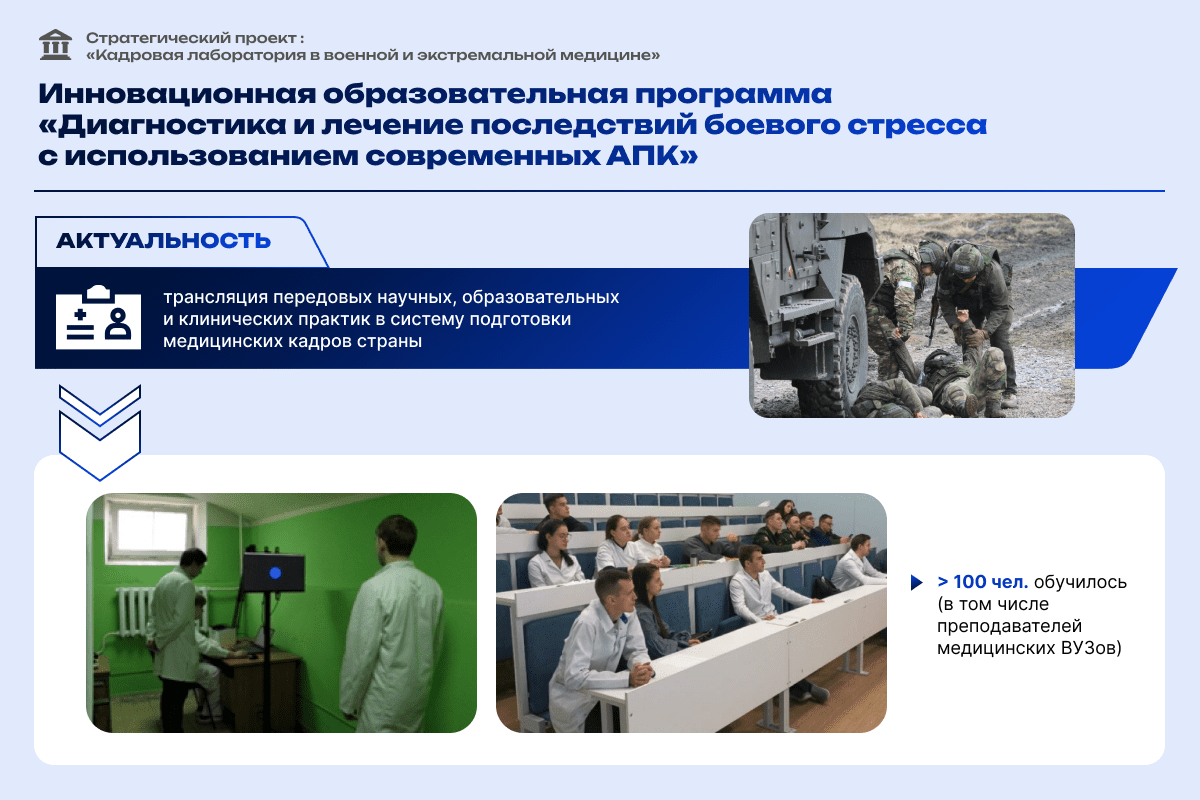 Стратегический проект :
«Кадровая лаборатория в военной и экстремальной медицине»
Инновационная образовательная программа
«Диагностика и лечение последствий боевого стресса
с использованием современных АПК»
АКТУАЛЬНОСТЬ
трансляция передовых научных, образовательных
и клинических практик в систему подготовки
медицинских кадров страны
> 100 чел. обучилось
(в том числе
преподавателей
медицинских ВУЗов)